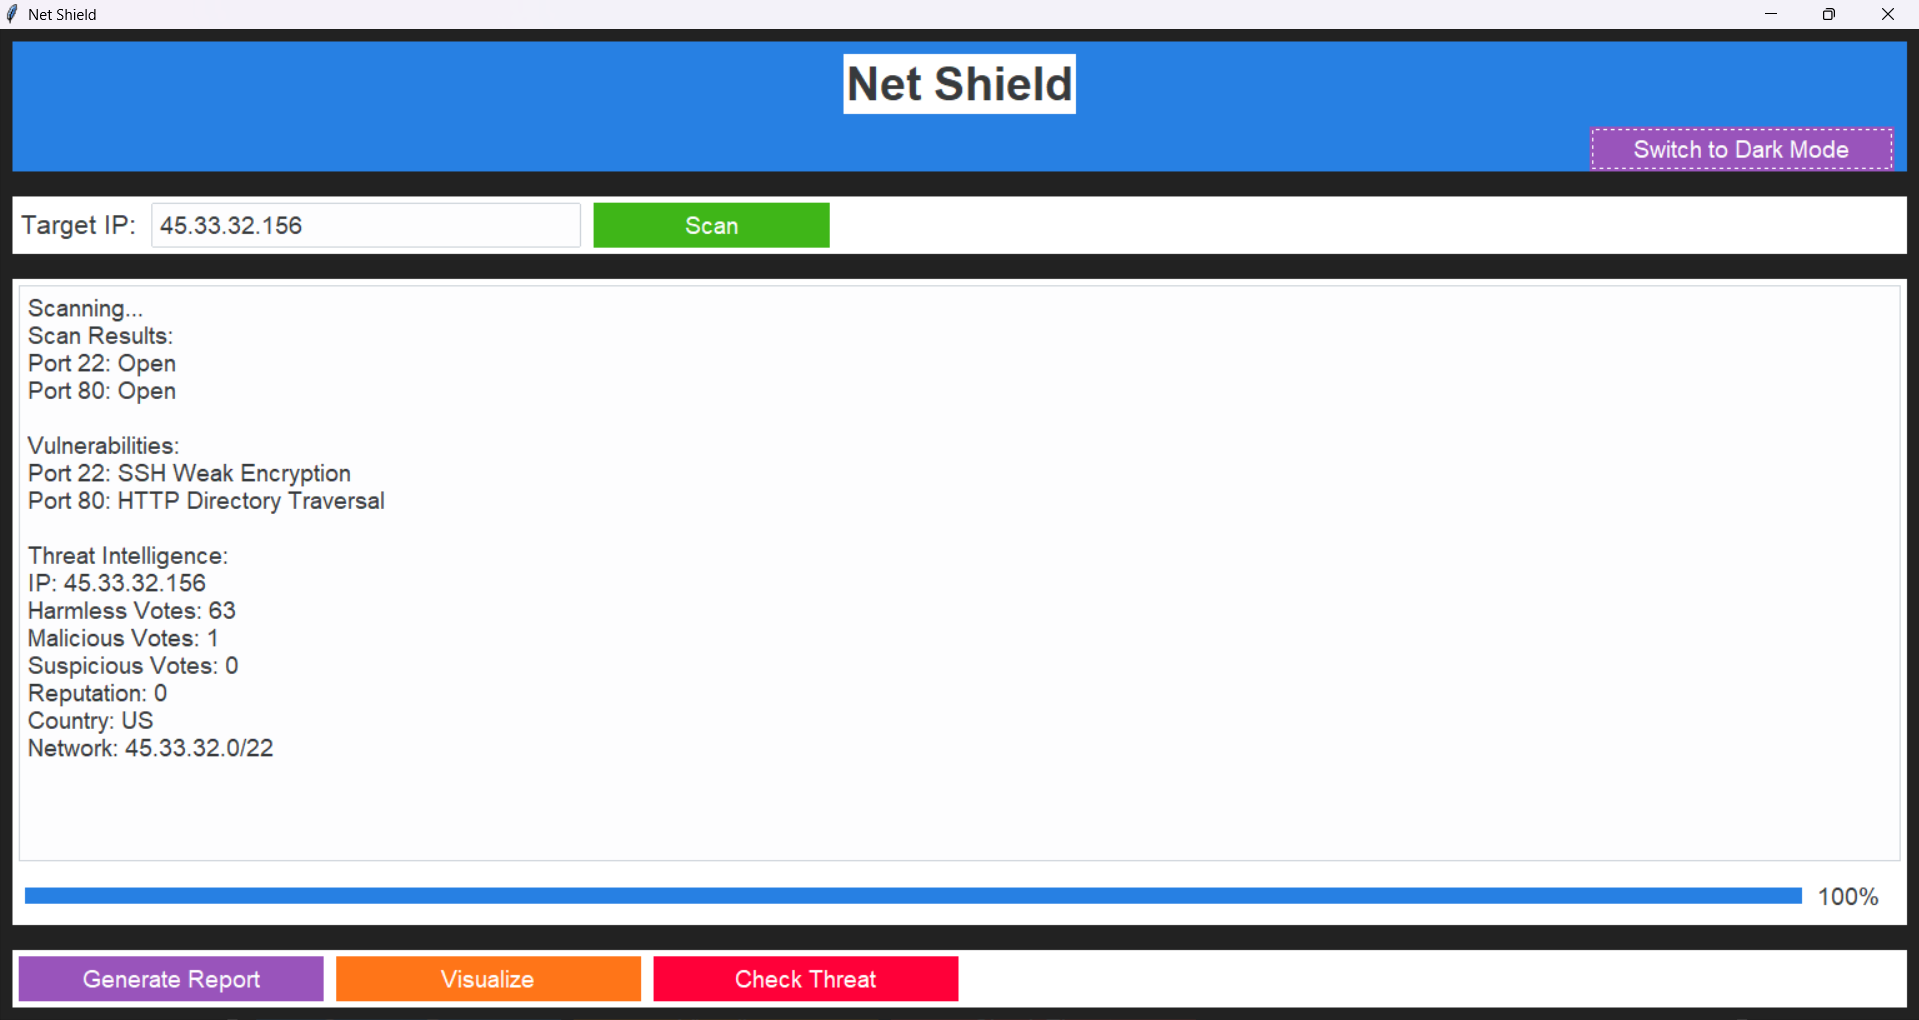 Net Shield
Net Shield
Switch to Dark Mode
Target IP: 45.33.32.156 Scan
Scanning...
Scan Results:
Port 22: Open
Port 80: Open
Vulnerabilities:
Port 22: SSH Weak Encryption
Port 80: HTTP Directory Traversal
Threat Intelligence:
IP: 45.33.32.156
Harmless Votes: 63
Malicious Votes: 1
Suspicious Votes: 0
Reputation: 0
Country: US
Network: 45.33.32.0/22
100%
Generate Report Visualize Check Threat